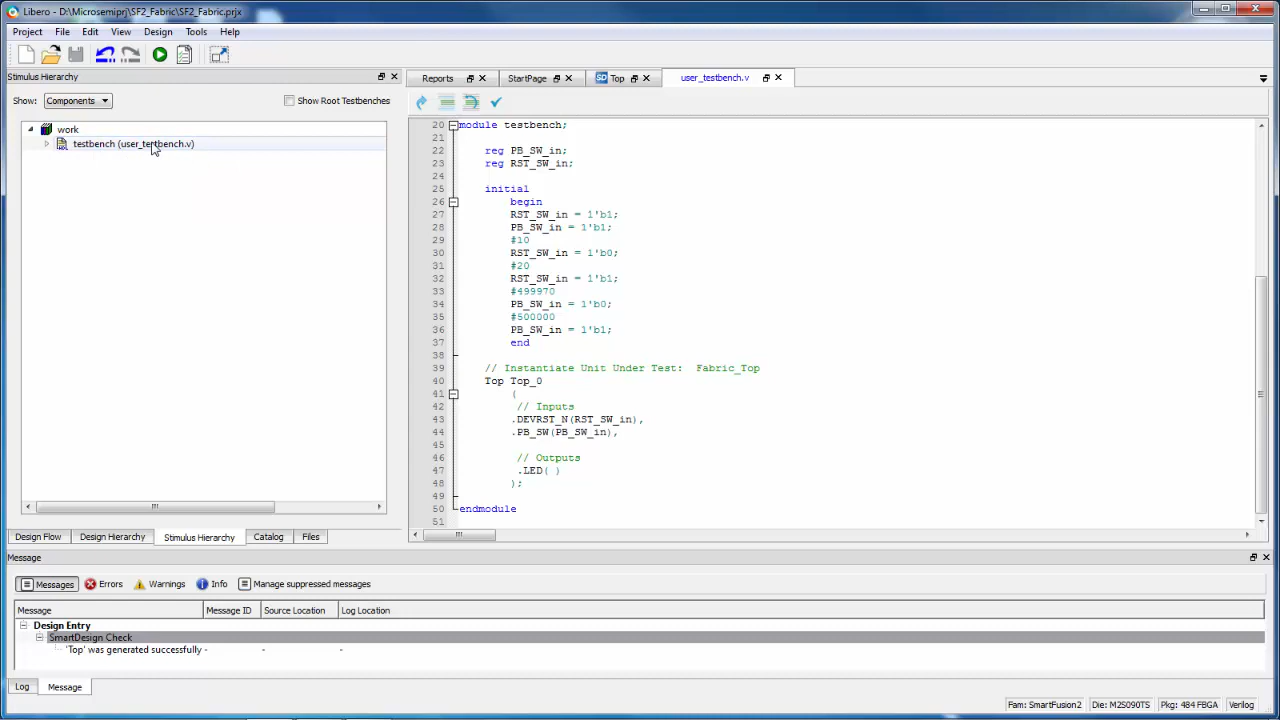 Libero - D:\Microsemiprj\SF2_Fabric\SF2_Fabric.prjx
Project File Edit View Design Tools Help
Stimulus Hierarchy
Show: Components Show Root Testbenches
work
testbench (user_testbench.v)
Design Flow Design Hierarchy Stimulus Hierarchy Catalog Files
Reports StartPage SD Top user_testbench.v
20 module testbench;
21
22 reg PB_SW_in;
23 reg RST_SW_in;
24
25 initial
26 begin
27 RST_SW_in = 1'b1;
28 PB_SW_in = 1'b1;
29 #10
30 RST_SW_in = 1'b0;
31 #20
32 RST_SW_in = 1'b1;
33 #499970
34 PB_SW_in = 1'b0;
35 #500000
36 PB_SW_in = 1'b1;
37 end
38
39 // Instantiate Unit Under Test:  Fabric_Top
40 Top Top_0
41 (
42 // Inputs
43 .DEVRST_N(RST_SW_in),
44 .PB_SW(PB_SW_in),
45
46 // Outputs
47 .LED( )
48 );
49
50 endmodule
51
Message
Messages Errors Warnings Info Manage suppressed messages
Message Message ID Source Location Log Location
Design Entry
SmartDesign Check
'Top' was generated successfully - - -
Log Message
Fam: SmartFusion2 Die: M2S090TS Pkg: 484 FBGA Verilog